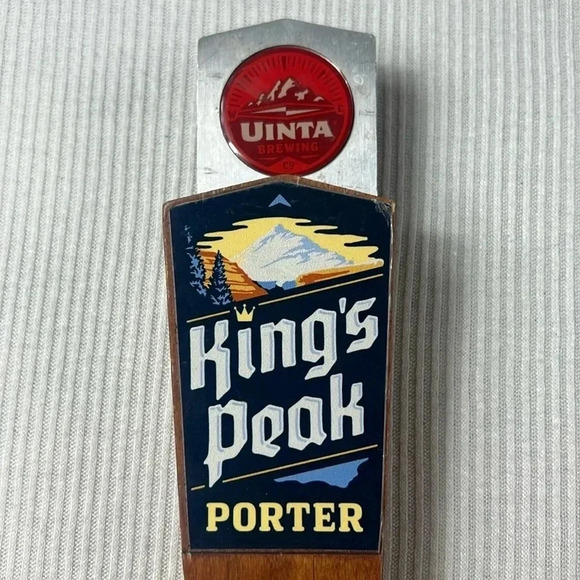 UINTA
BREWING
CO
King's
Peak
PORTER